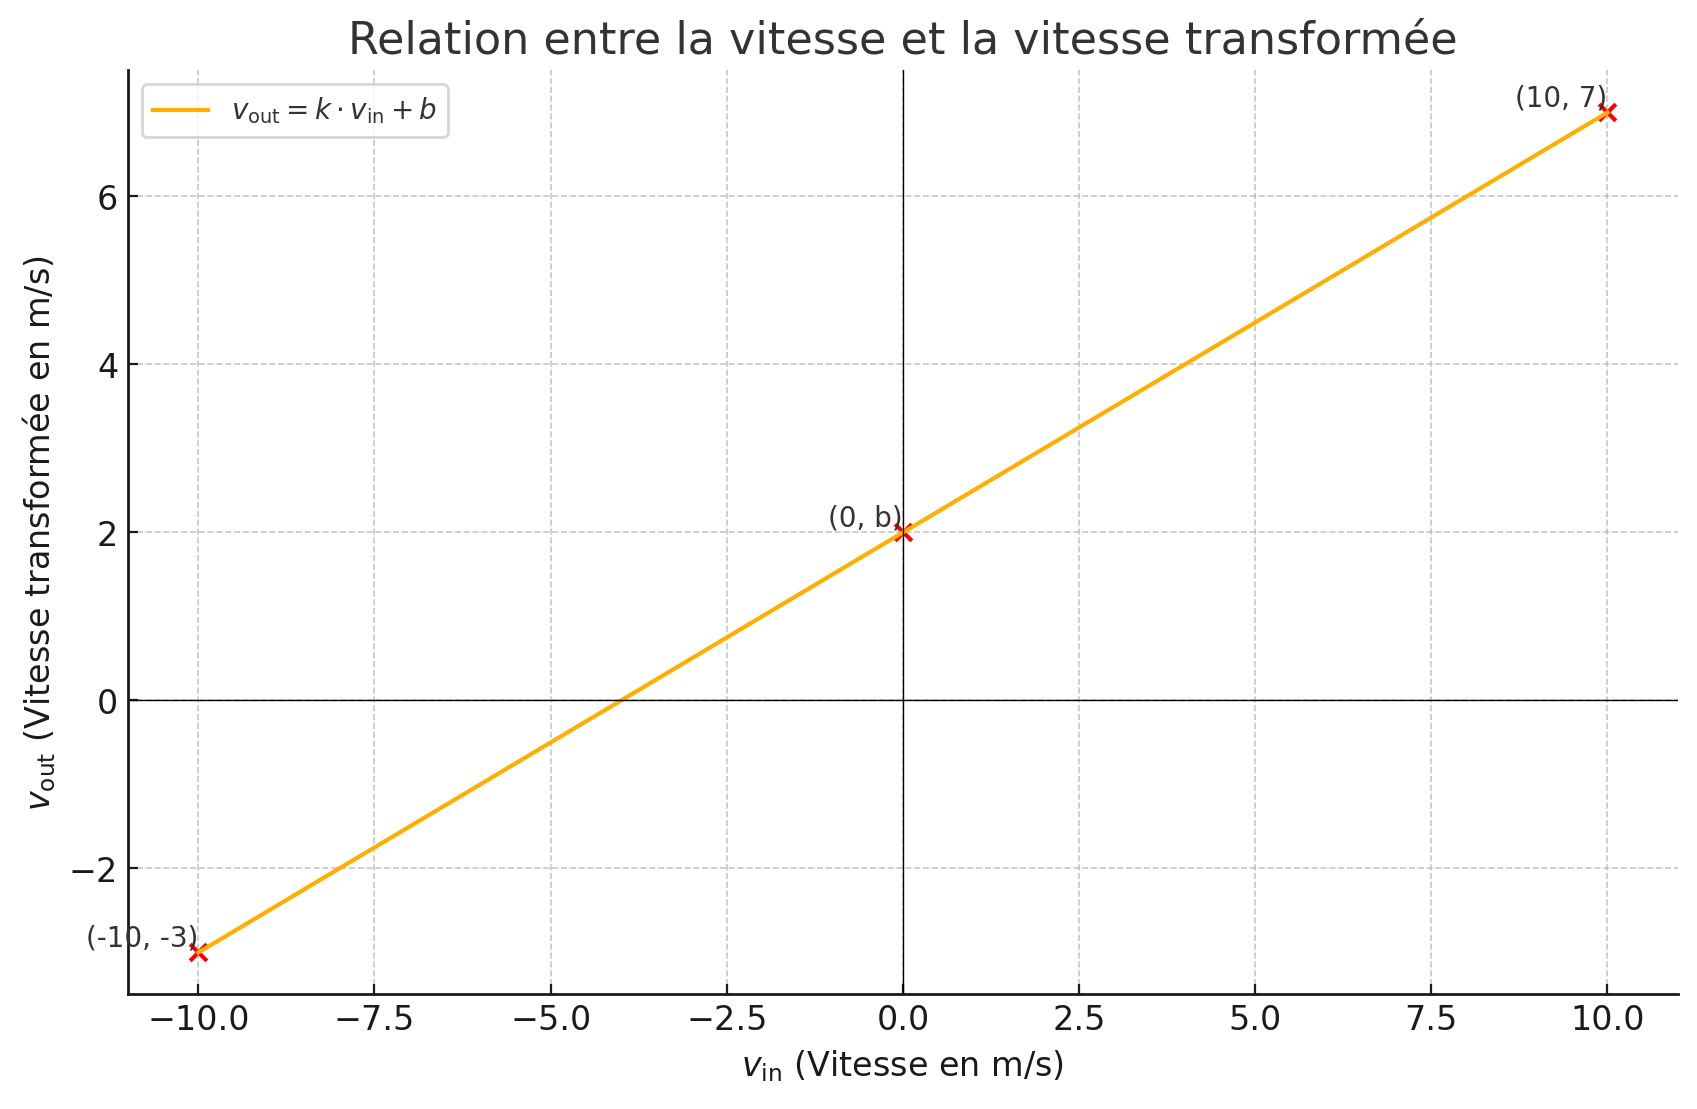 Relation entre la vitesse et la vitesse transformée
v_out = k · v_in + b
(10, 7)
(0, b)
(-10, -3)
6
4
2
0
−2
v_out (Vitesse transformée en m/s)
−10.0 −7.5 −5.0 −2.5 0.0 2.5 5.0 7.5 10.0
v_in (Vitesse en m/s)